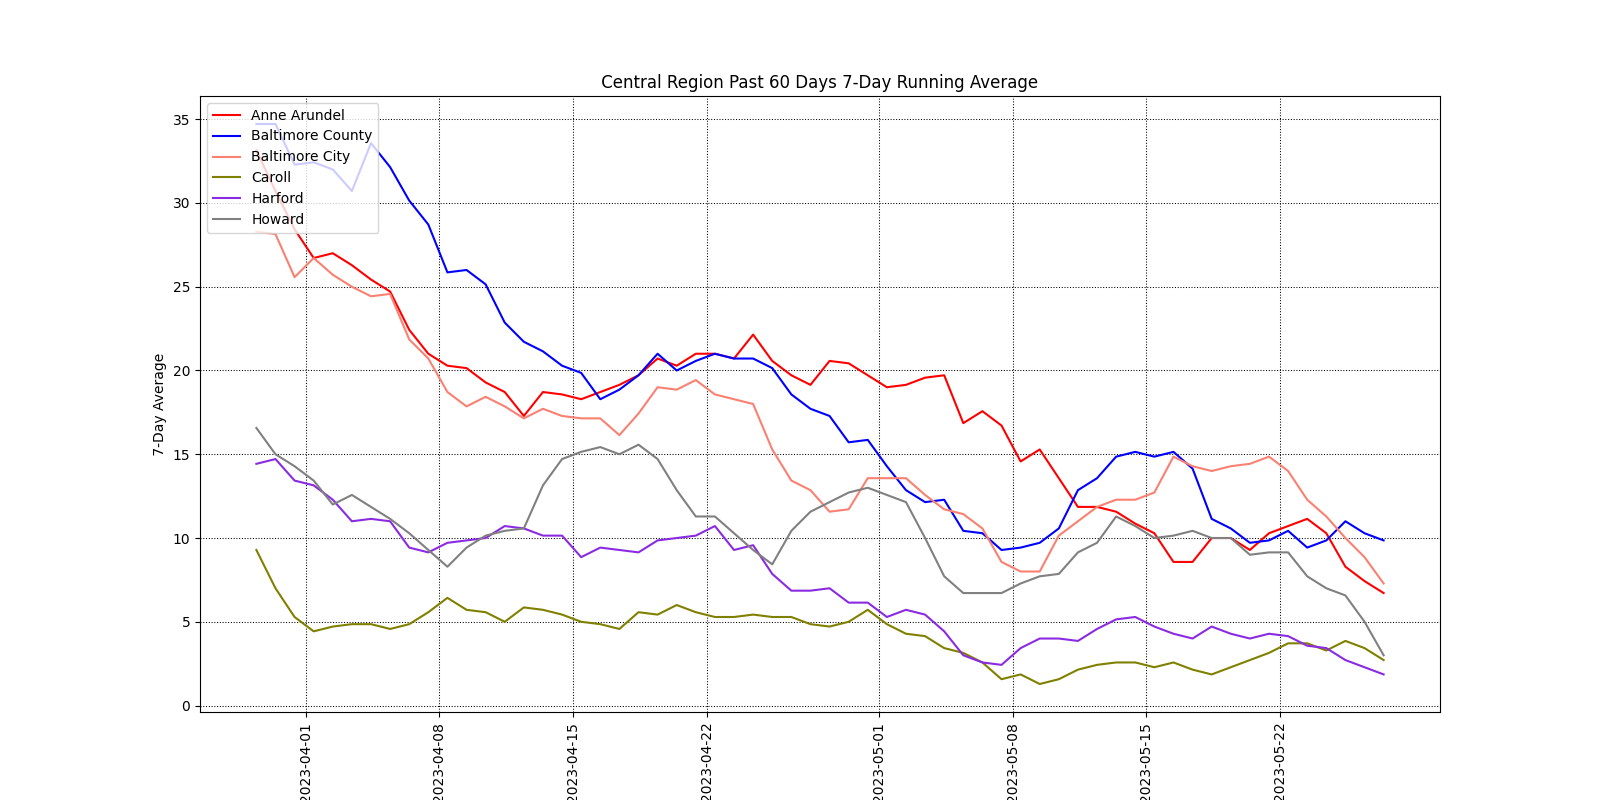 Central Region Past 60 Days 7-Day Running Average
Anne Arundel
Baltimore County
Baltimore City
Caroll
Harford
Howard
7-Day Average
35
30
25
20
15
10
5
0
2023-04-01
2023-04-08
2023-04-15
2023-04-22
2023-05-01
2023-05-08
2023-05-15
2023-05-22